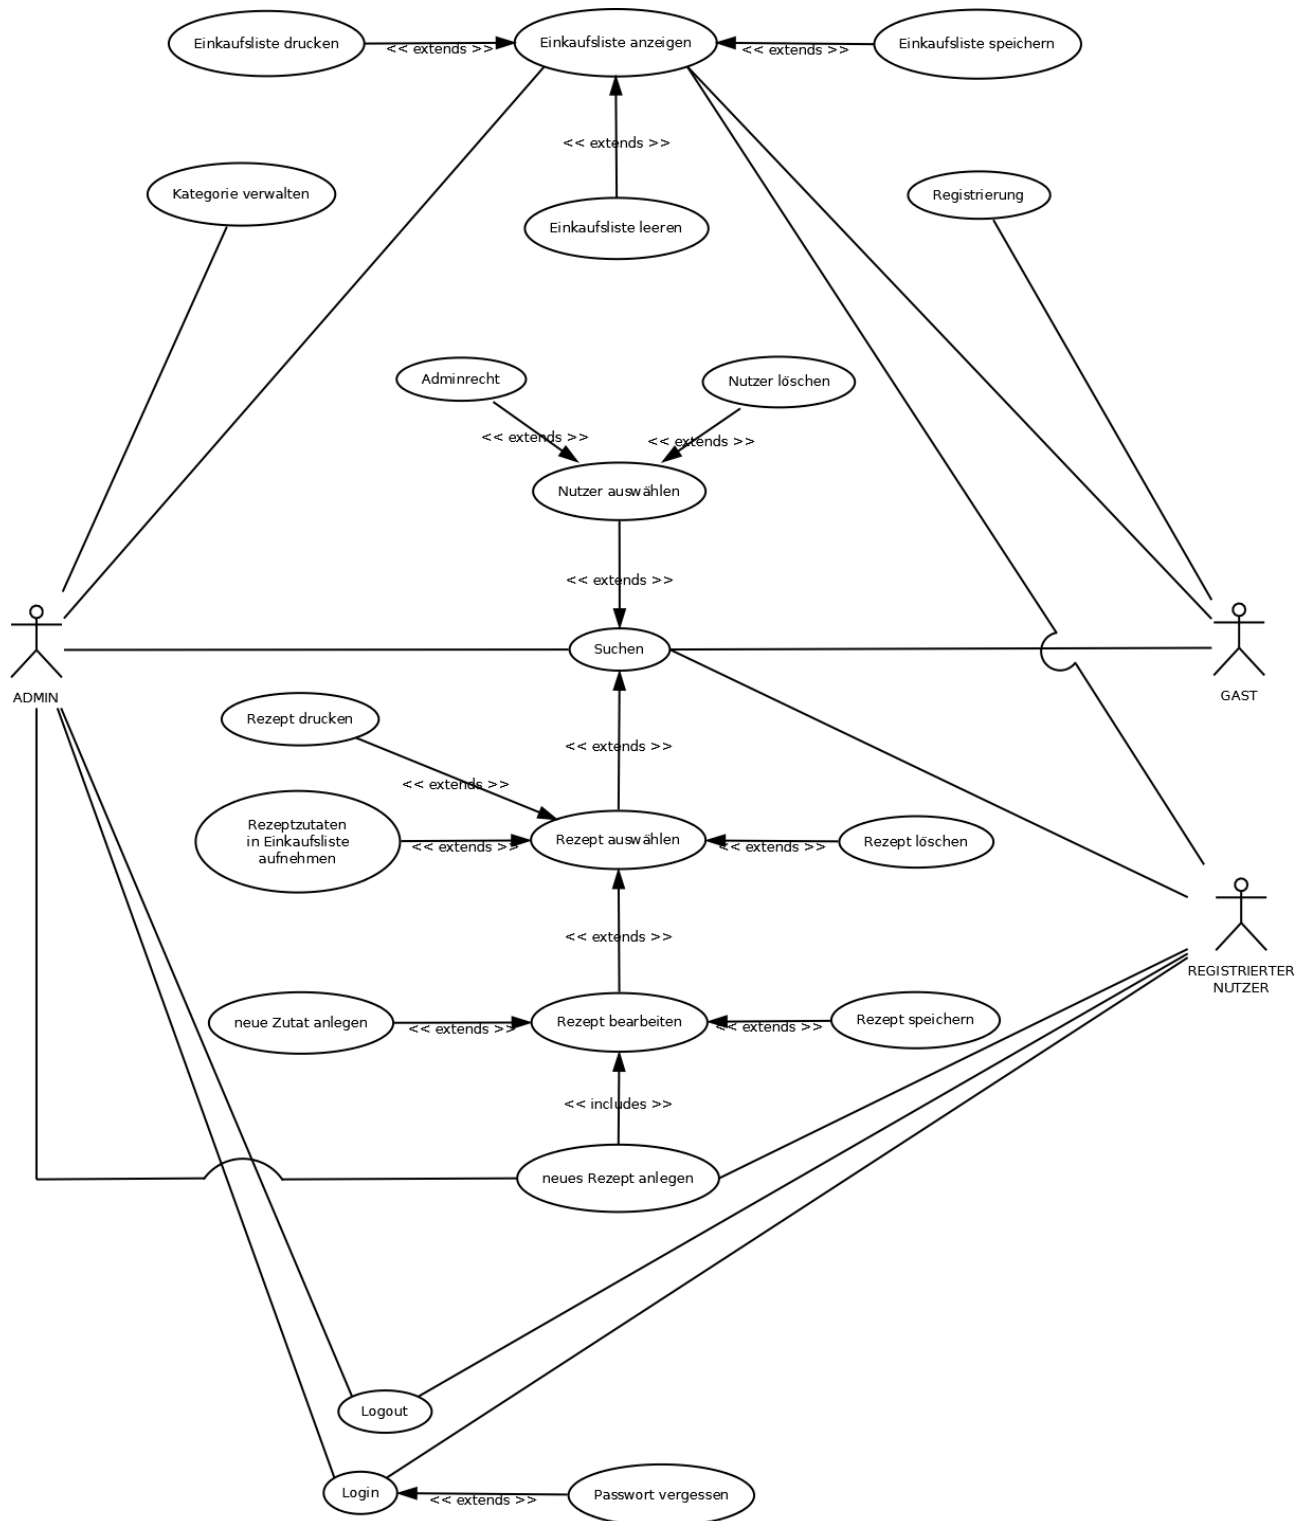 Einkaufsliste drucken
<< extends >>
Einkaufsliste anzeigen
<< extends >>
Einkaufsliste speichern
<< extends >>
Kategorie verwalten
Einkaufsliste leeren
Registrierung
Adminrecht
Nutzer löschen
<< extends >>
<< extends >>
Nutzer auswählen
<< extends >>
Suchen
ADMIN
GAST
Rezept drucken
<< extends >>
<< extends >>
Rezeptzutaten
in Einkaufsliste
aufnehmen
<< extends >>
Rezept auswählen
<< extends >>
Rezept löschen
<< extends >>
REGISTRIERTER
NUTZER
neue Zutat anlegen
<< extends >>
Rezept bearbeiten
<< extends >>
Rezept speichern
<< includes >>
neues Rezept anlegen
Logout
Login
<< extends >>
Passwort vergessen